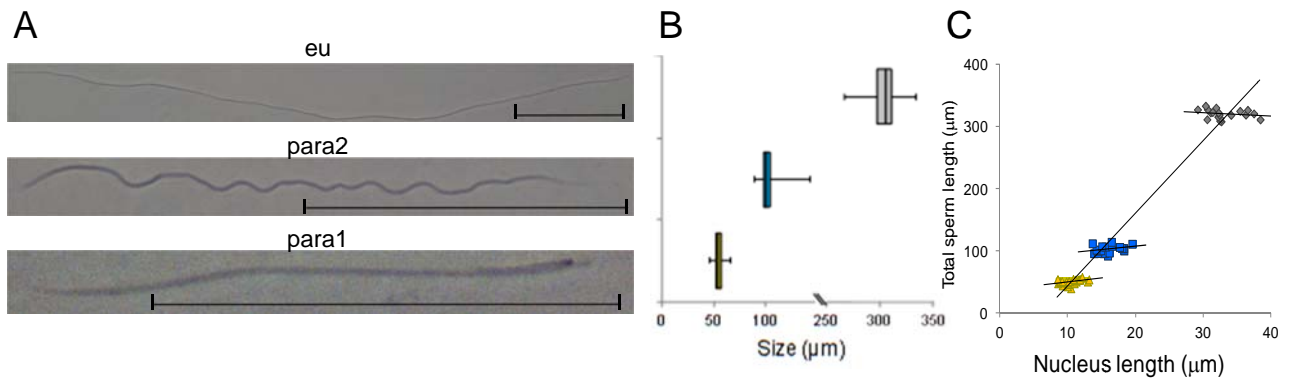 A
eu
para2
para1
B
0 50 100 250 300 350
Size (µm)
C
Total sperm length (µm)
400
300
200
100
0
0 10 20 30 40
Nucleus length (µm)